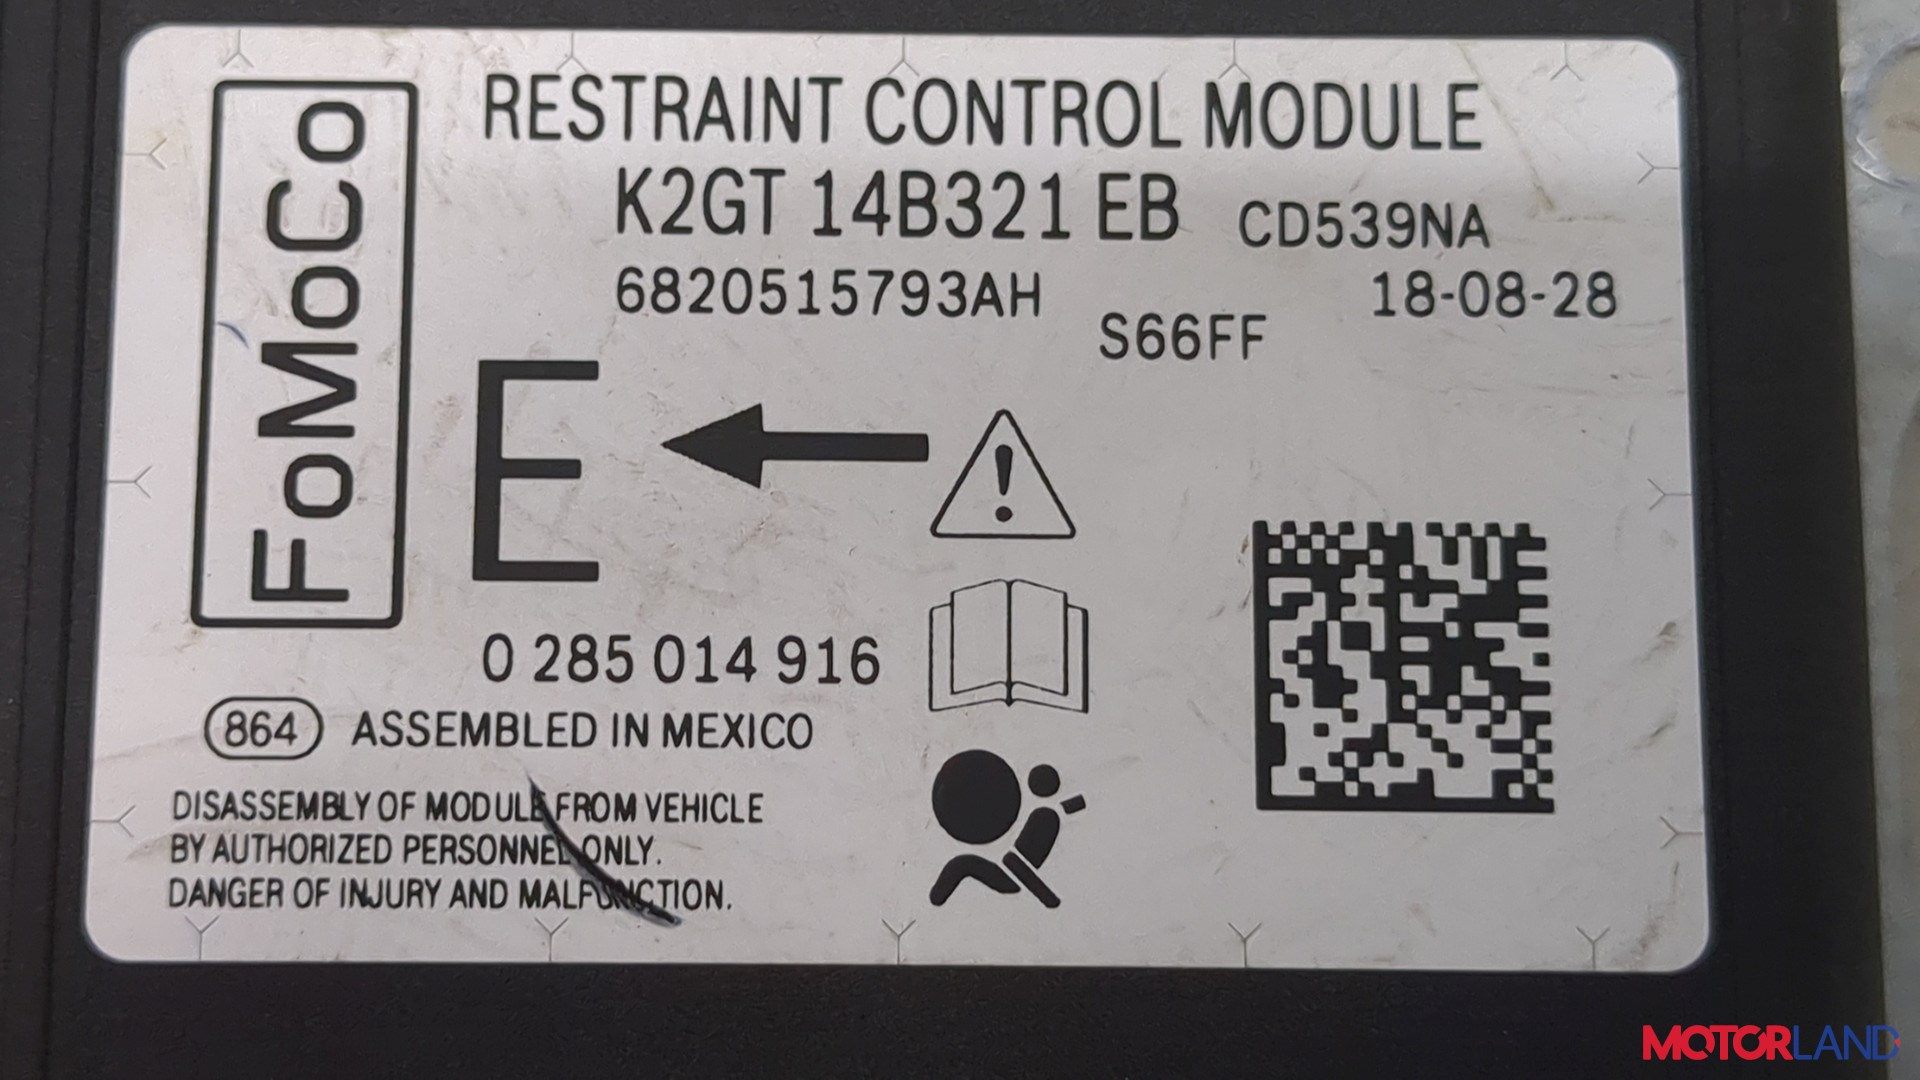 FoMoCo
RESTRAINT CONTROL MODULE
K2GT 14B321 EB CD539NA
6820515793AH 18-08-28
S66FF
E
0 285 014 916
864 ASSEMBLED IN MEXICO
DISASSEMBLY OF MODULE FROM VEHICLE
BY AUTHORIZED PERSONNEL ONLY.
DANGER OF INJURY AND MALFUNCTION.
MOTORLAND